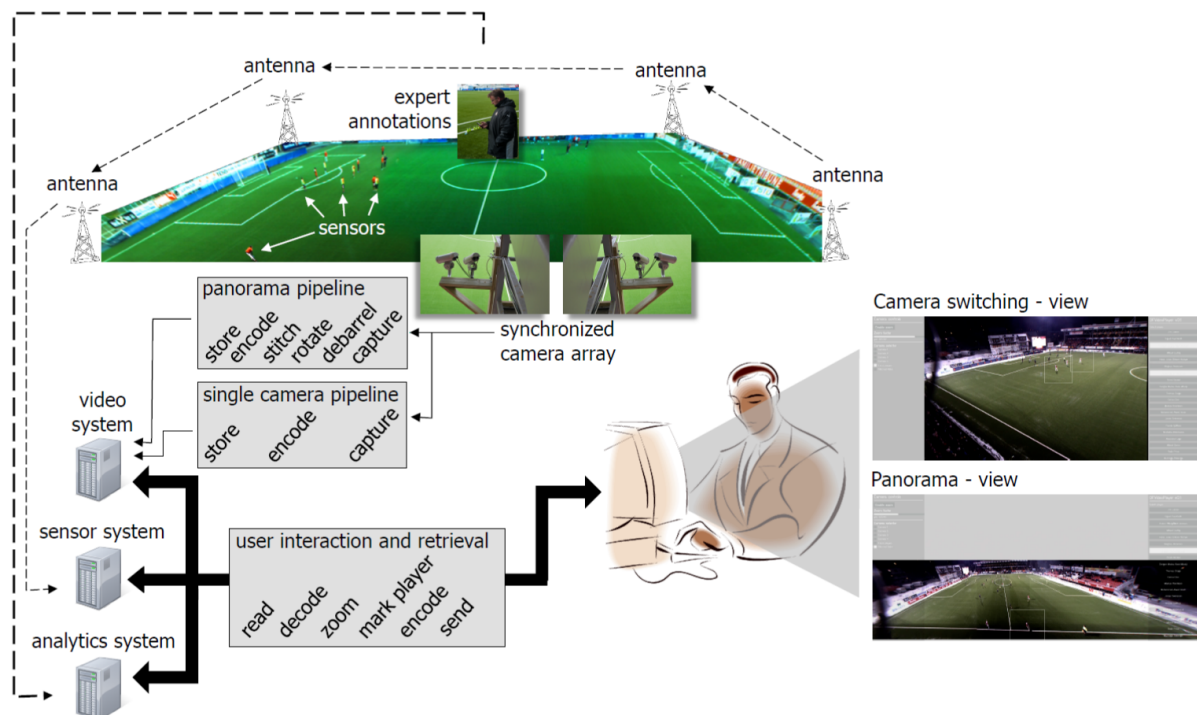 antenna
antenna
expert
annotations
antenna
antenna
sensors
panorama pipeline
store
encode
stitch
rotate
debarrel
capture
synchronized
camera array
single camera pipeline
store
encode
capture
video
system
sensor system
analytics system
user interaction and retrieval
read
decode
zoom
mark player
encode
send
Camera switching - view
Panorama - view